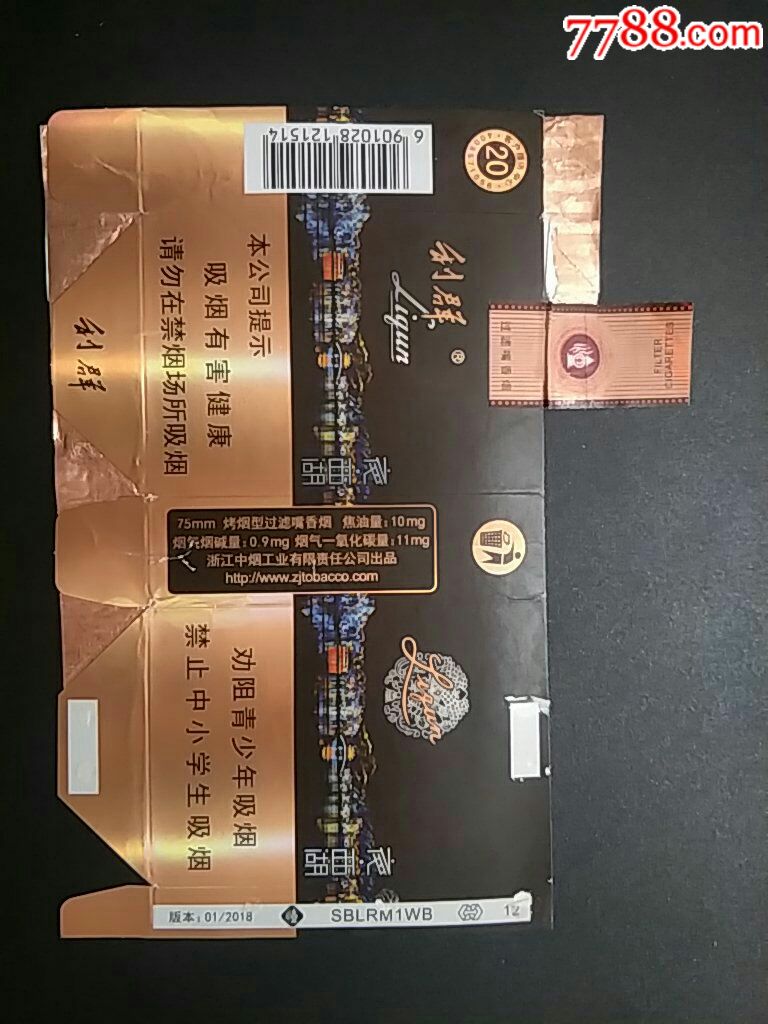 7788.com
6 901028 121514
20
利群
Liqun®
过滤嘴香烟
FILTER
CIGARETTES
本公司提示
吸烟有害健康
请勿在禁烟场所吸烟
利群
夜西湖
75mm 烤烟型过滤嘴香烟 焦油量:10mg
烟气烟碱量:0.9mg 烟气一氧化碳量:11mg
浙江中烟工业有限责任公司出品
http://www.zjtobacco.com
Liqun
劝阻青少年吸烟
禁止中小学生吸烟
夜西湖
版本:01/2018 SBLRM1WB 12